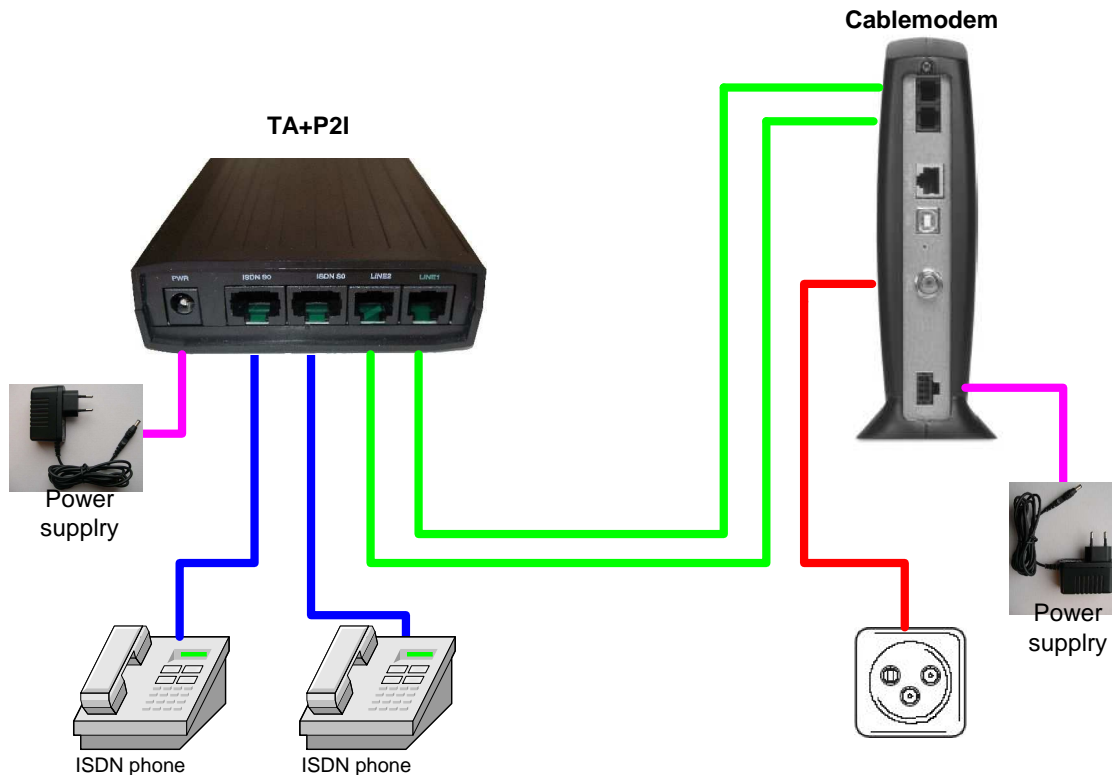 Cablemodem
TA+P2I
PWR
ISDN S0
ISDN S0
LINE2
LINE1
Power
supplry
Power
supplry
ISDN phone
ISDN phone